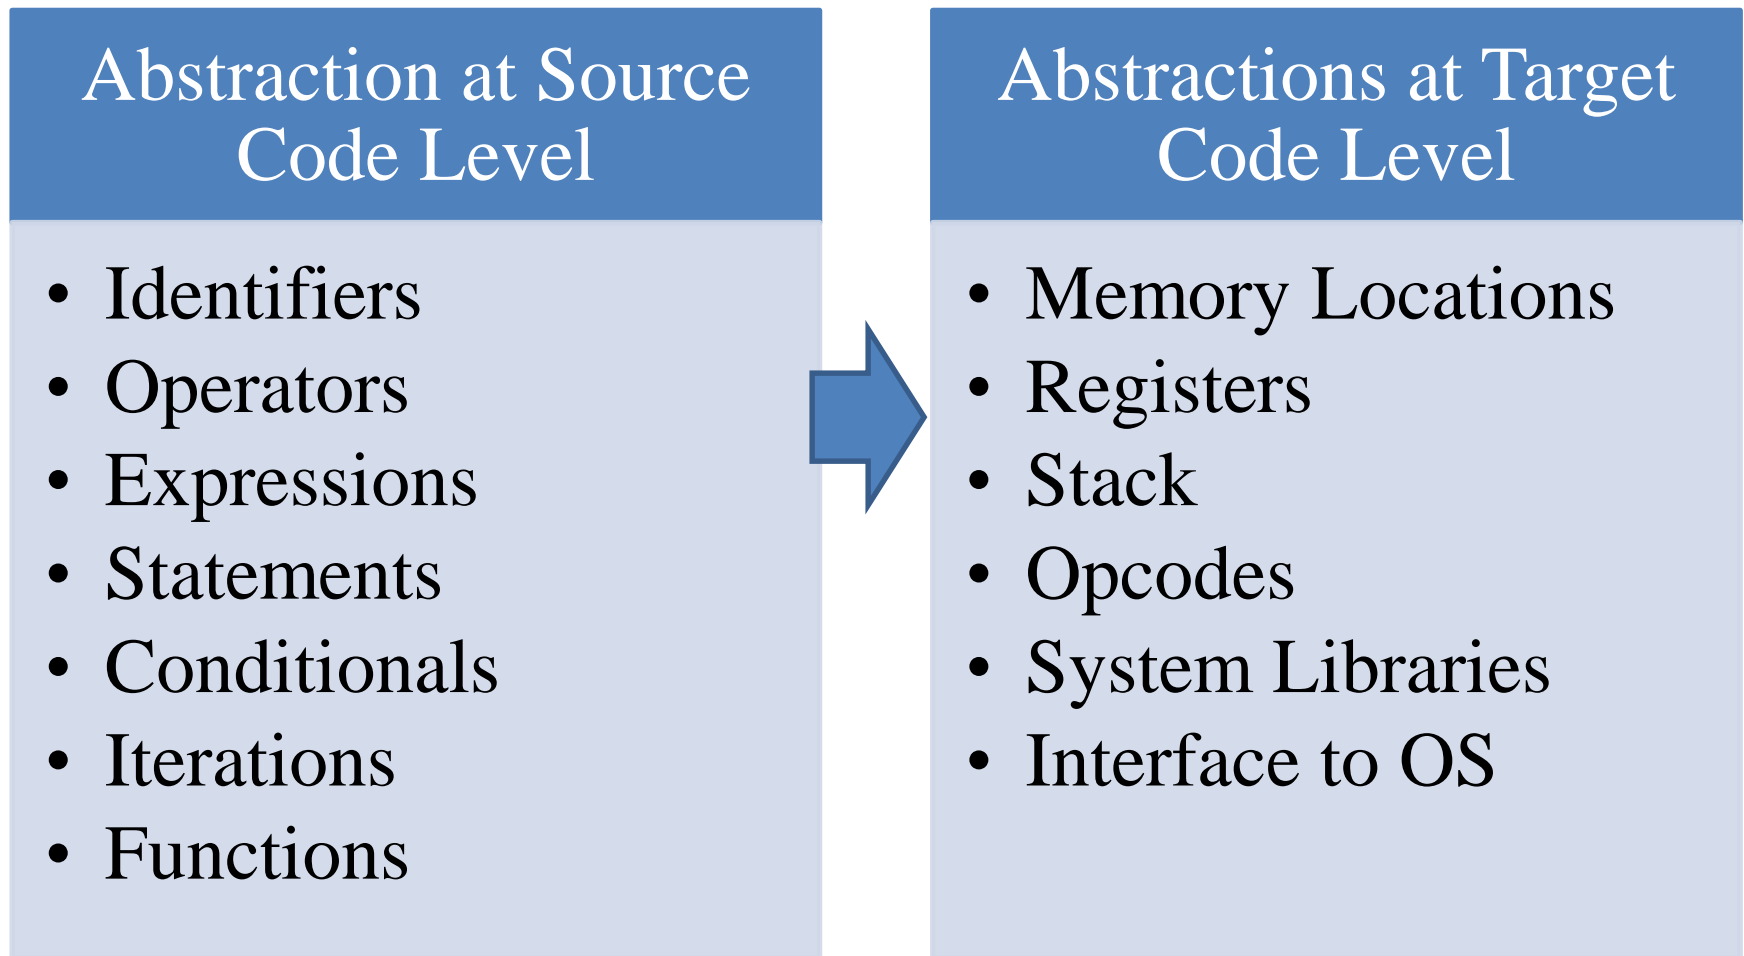 Abstraction at Source
Code Level
• Identifiers
• Operators
• Expressions
• Statements
• Conditionals
• Iterations
• Functions
Abstractions at Target
Code Level
• Memory Locations
• Registers
• Stack
• Opcodes
• System Libraries
• Interface to OS